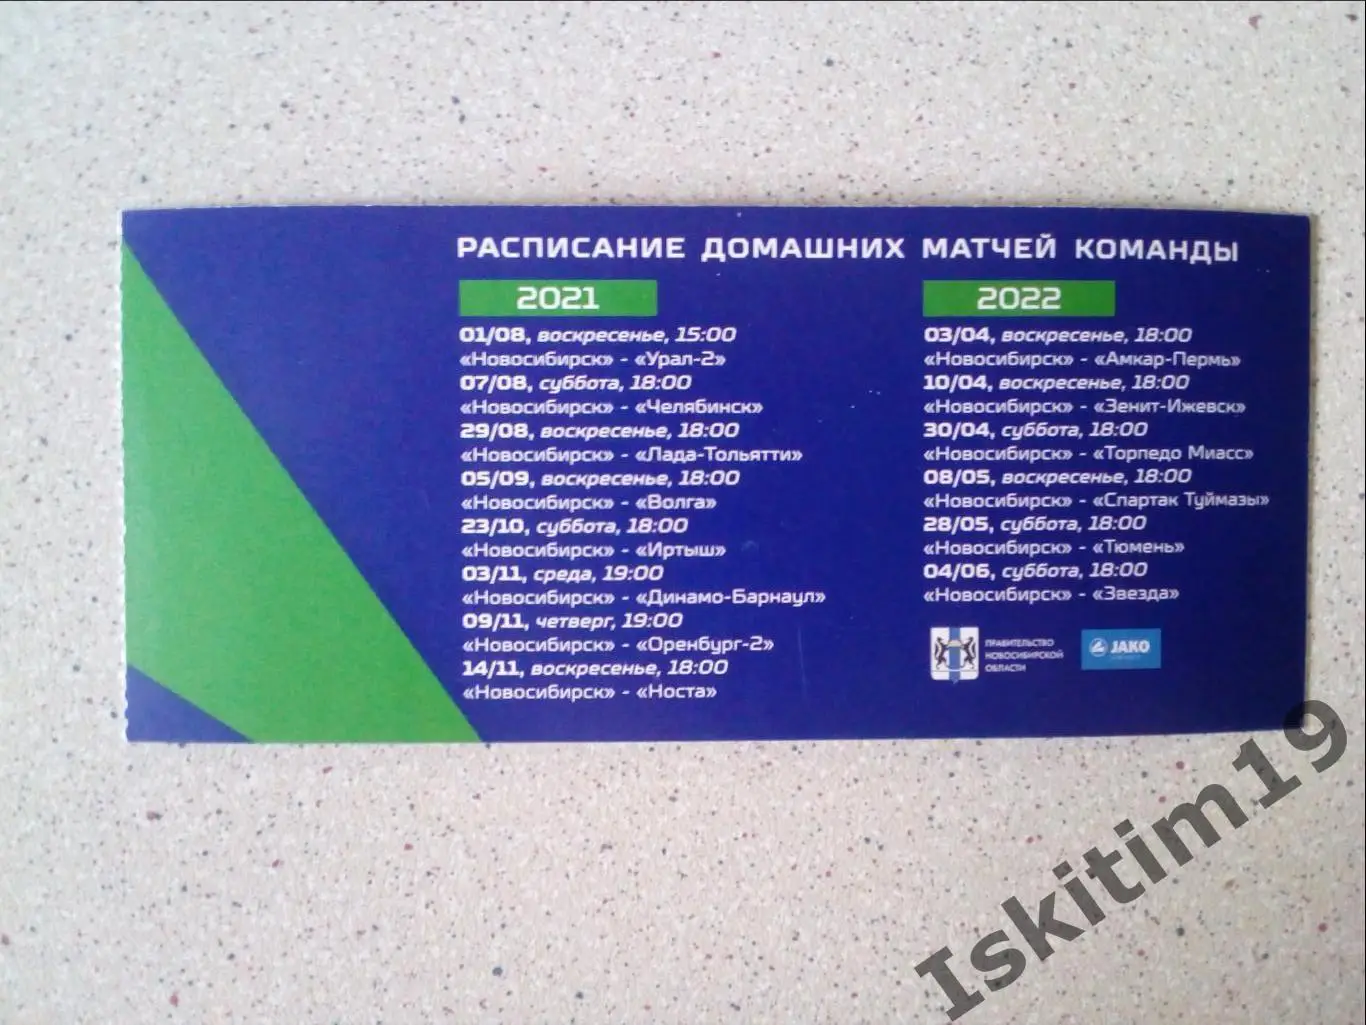 РАСПИСАНИЕ ДОМАШНИХ МАТЧЕЙ КОМАНДЫ
2021
01/08, воскресенье, 15:00
«Новосибирск» - «Урал-2»
07/08, суббота, 18:00
«Новосибирск» - «Челябинск»
29/08, воскресенье, 18:00
«Новосибирск» - «Лада-Тольятти»
05/09, воскресенье, 18:00
«Новосибирск» - «Волга»
23/10, суббота, 18:00
«Новосибирск» - «Иртыш»
03/11, среда, 19:00
«Новосибирск» - «Динамо-Барнаул»
09/11, четверг, 19:00
«Новосибирск» - «Оренбург-2»
14/11, воскресенье, 18:00
«Новосибирск» - «Носта»
2022
03/04, воскресенье, 18:00
«Новосибирск» - «Амкар-Пермь»
10/04, воскресенье, 18:00
«Новосибирск» - «Зенит-Ижевск»
30/04, суббота, 18:00
«Новосибирск» - «Торпедо Миасс»
08/05, воскресенье, 18:00
«Новосибирск» - «Спартак Туймазы»
28/05, суббота, 18:00
«Новосибирск» - «Тюмень»
04/06, суббота, 18:00
«Новосибирск» - «Звезда»
ПРАВИТЕЛЬСТВО
НОВОСИБИРСКОЙ
ОБЛАСТИ
JAKO
Iskitim19